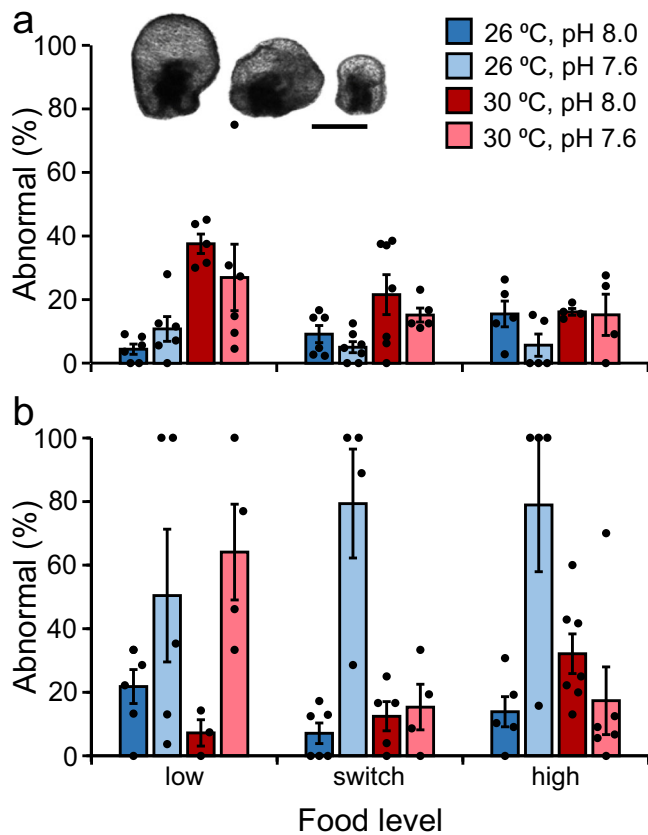 a
26 ºC, pH 8.0
26 ºC, pH 7.6
30 ºC, pH 8.0
30 ºC, pH 7.6
Abnormal (%)
100
80
60
40
20
0
b
Abnormal (%)
100
80
60
40
20
0
low switch high
Food level